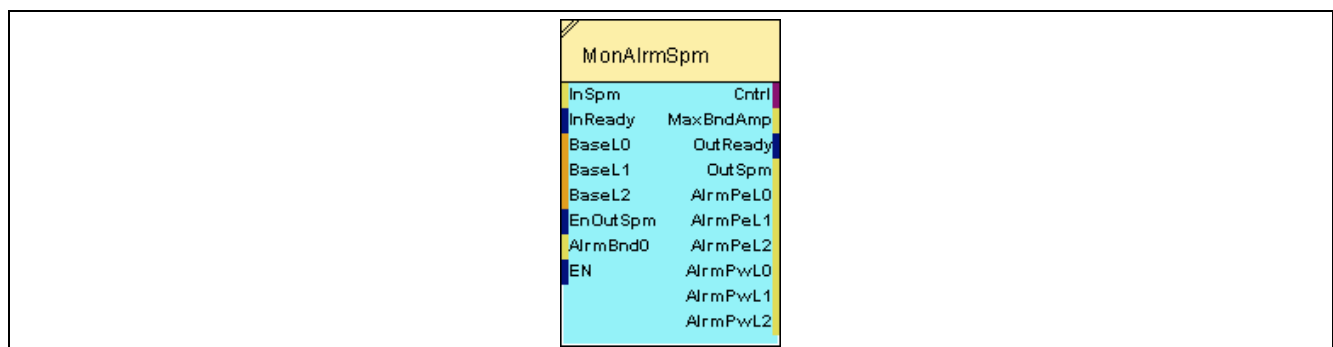 MonAlrmSpm
InSpm Cntrl
InReady MaxBndAmp
BaseL0 OutReady
BaseL1 OutSpm
BaseL2 AlrmPeL0
EnOutSpm AlrmPeL1
AlrmBnd0 AlrmPeL2
EN AlrmPwL0
AlrmPwL1
AlrmPwL2